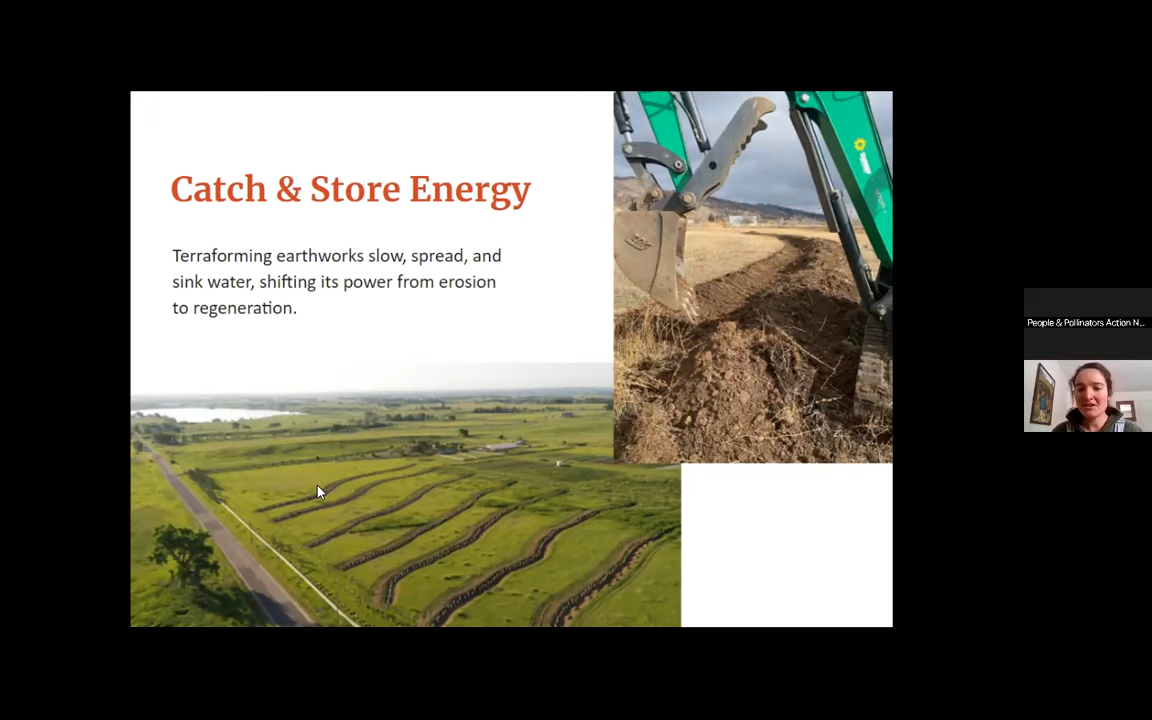 Catch & Store Energy
Terraforming earthworks slow, spread, and
sink water, shifting its power from erosion
to regeneration.
People & Pollinators Action N...